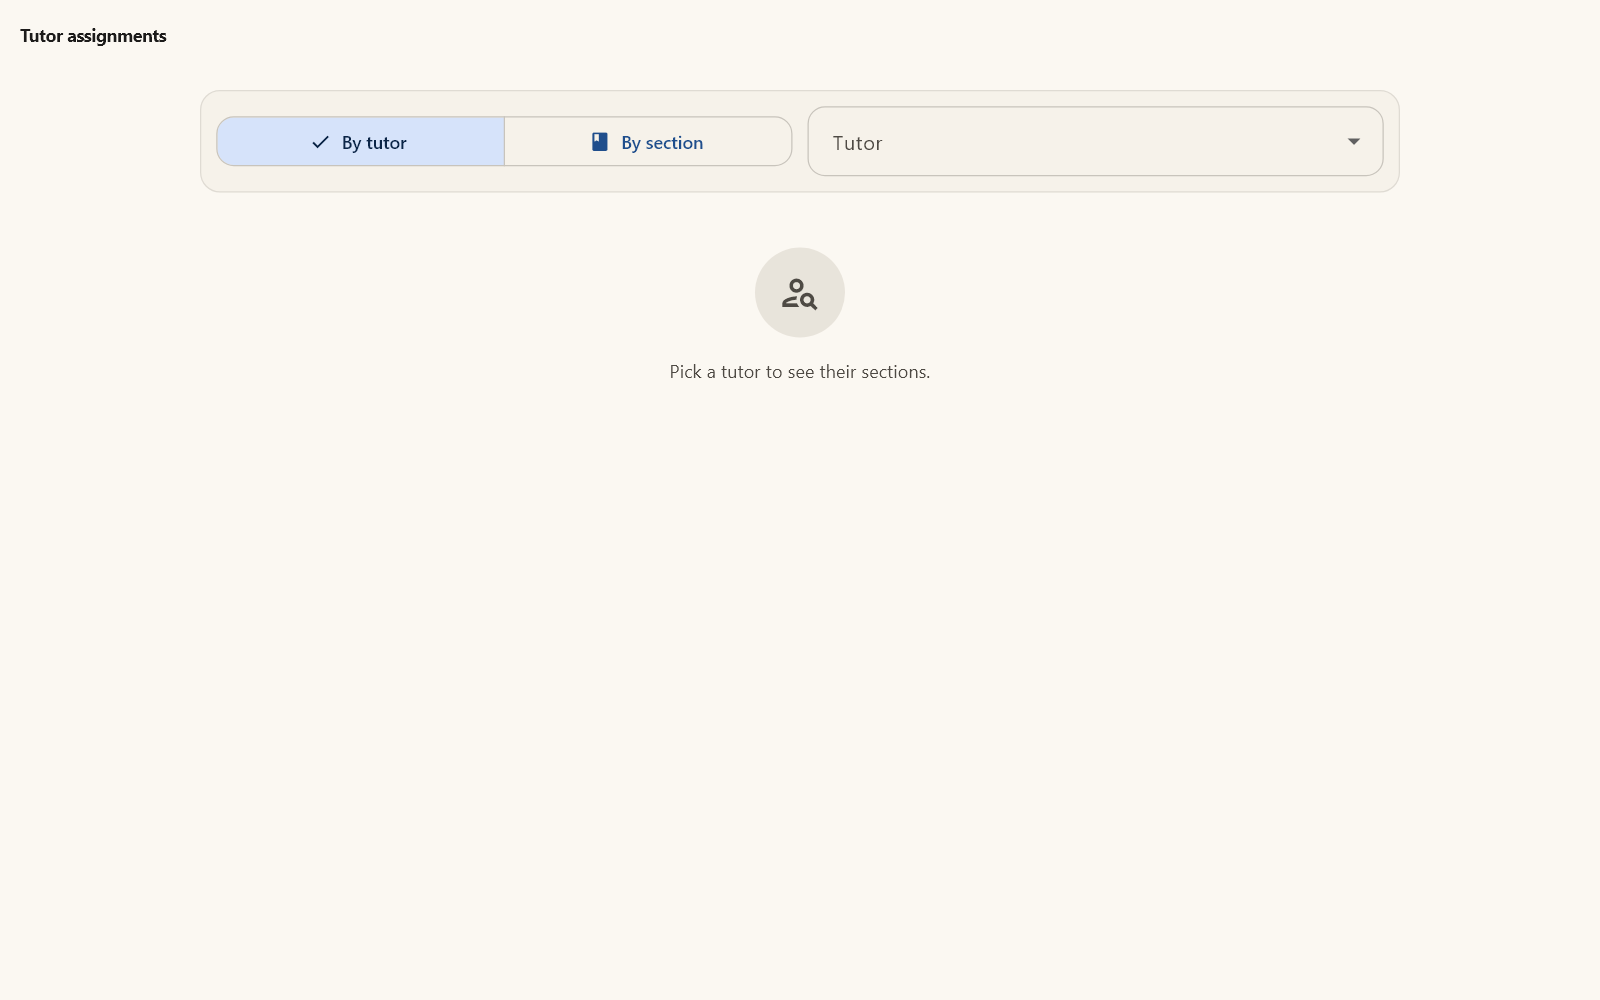 Tutor assignments
By tutor
By section
Tutor
Pick a tutor to see their sections.